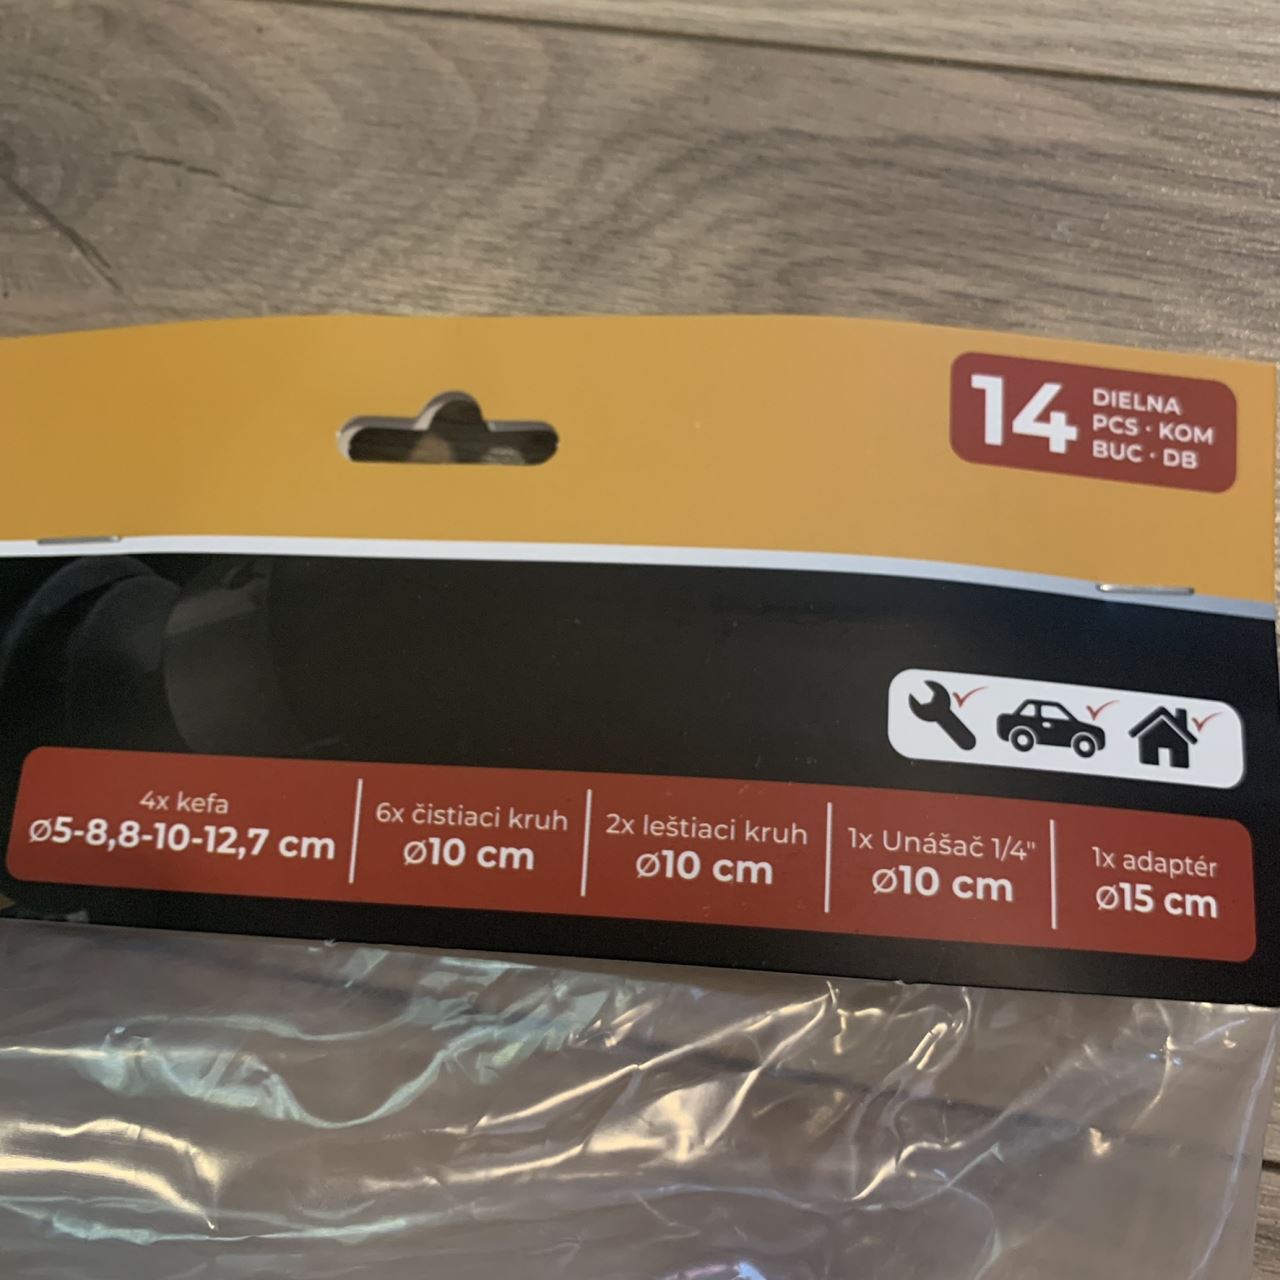 14
DIELNA
PCS · KOM
BUC · DB
4x kefa
Ø5-8,8-10-12,7 cm
6x čistiaci kruh
Ø10 cm
2x leštiaci kruh
Ø10 cm
1x Unášač 1/4"
Ø10 cm
1x adaptér
Ø15 cm